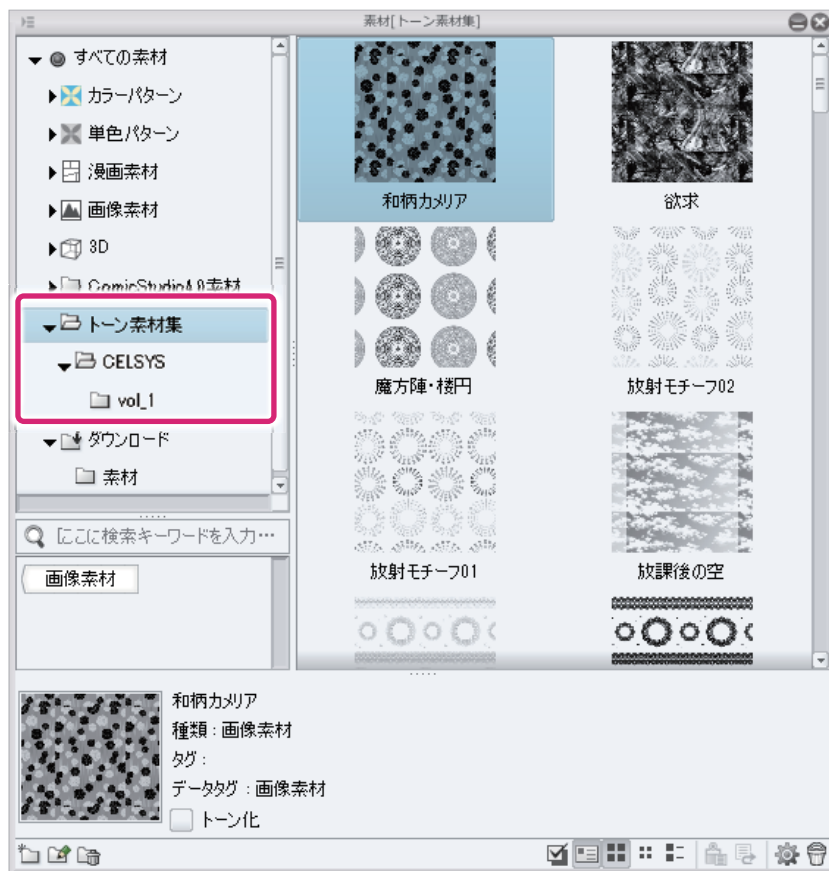 素材[トーン素材集]
すべての素材
カラーパターン
単色パターン
漫画素材
画像素材
3D
ComicStudio4.0素材
トーン素材集
CELSYS
vol_1
ダウンロード
素材
[ここに検索キーワードを入力…
画像素材
和柄カメリア
欲求
魔方陣・楼円
放射モチーフ02
放射モチーフ01
放課後の空
和柄カメリア
種類：画像素材
タグ：
データタグ：画像素材
トーン化